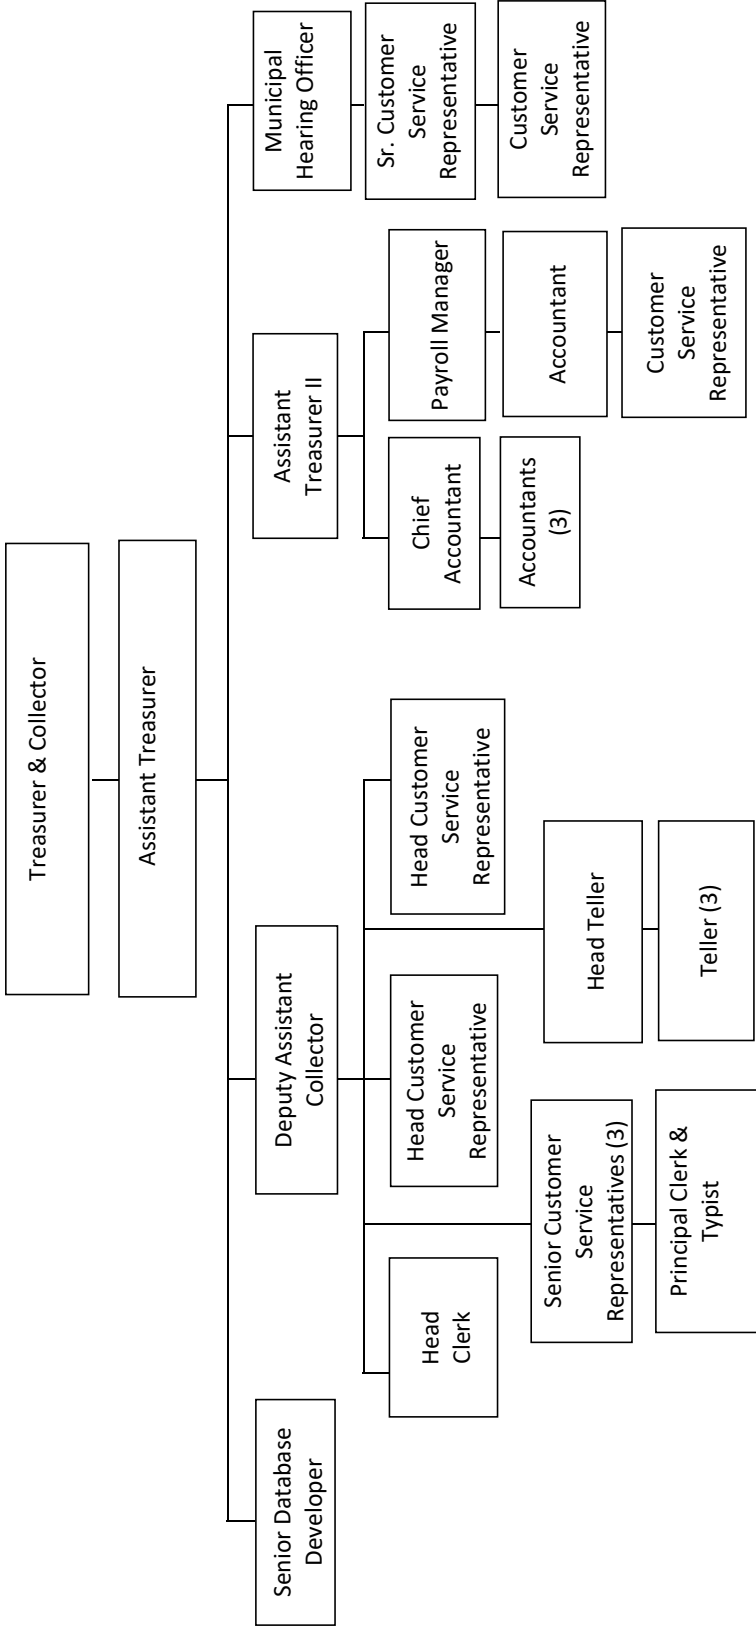 Treasurer & Collector
Assistant Treasurer
Senior Database
Developer
Deputy Assistant
Collector
Assistant
Treasurer II
Municipal
Hearing Officer
Head
Clerk
Head Customer
Service
Representative
Head Customer
Service
Representative
Chief
Accountant
Payroll Manager
Sr. Customer
Service
Representative
Senior Customer
Service
Representatives (3)
Head Teller
Accountants
(3)
Accountant
Customer
Service
Representative
Principal Clerk &
Typist
Teller (3)
Customer
Service
Representative